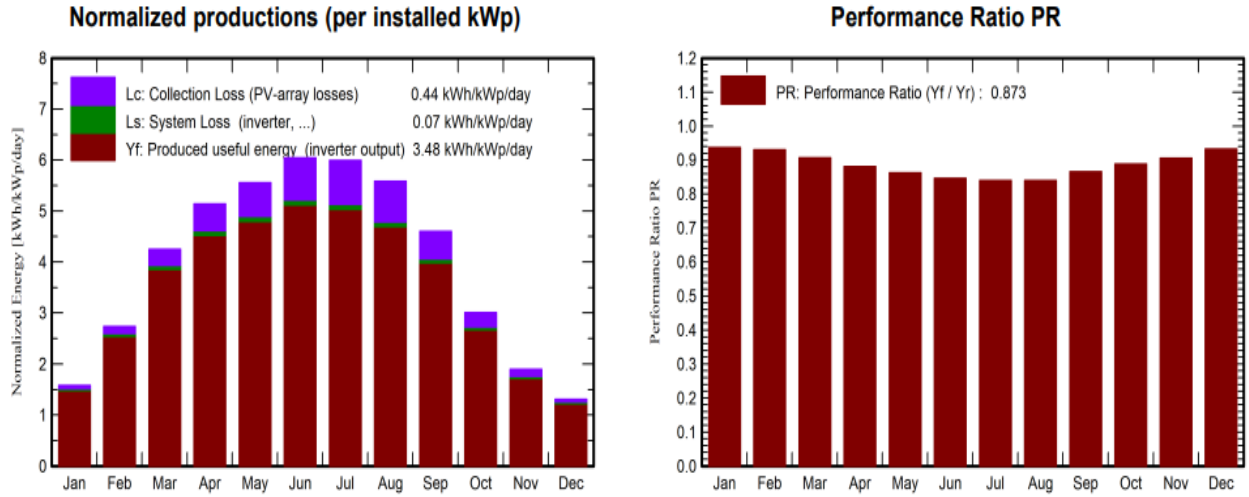 Normalized productions (per installed kWp)
8
7
6
5
4
3
2
1
0
Normalized Energy [kWh/kWp/day]
Lc: Collection Loss (PV-array losses) 0.44 kWh/kWp/day
Ls: System Loss (inverter, ...) 0.07 kWh/kWp/day
Yf: Produced useful energy (inverter output) 3.48 kWh/kWp/day
Jan Feb Mar Apr May Jun Jul Aug Sep Oct Nov Dec
Performance Ratio PR
1.2
1.1
1.0
0.9
0.8
0.7
0.6
0.5
0.4
0.3
0.2
0.1
0.0
Performance Ratio PR
PR: Performance Ratio (Yf / Yr) : 0.873
Jan Feb Mar Apr May Jun Jul Aug Sep Oct Nov Dec